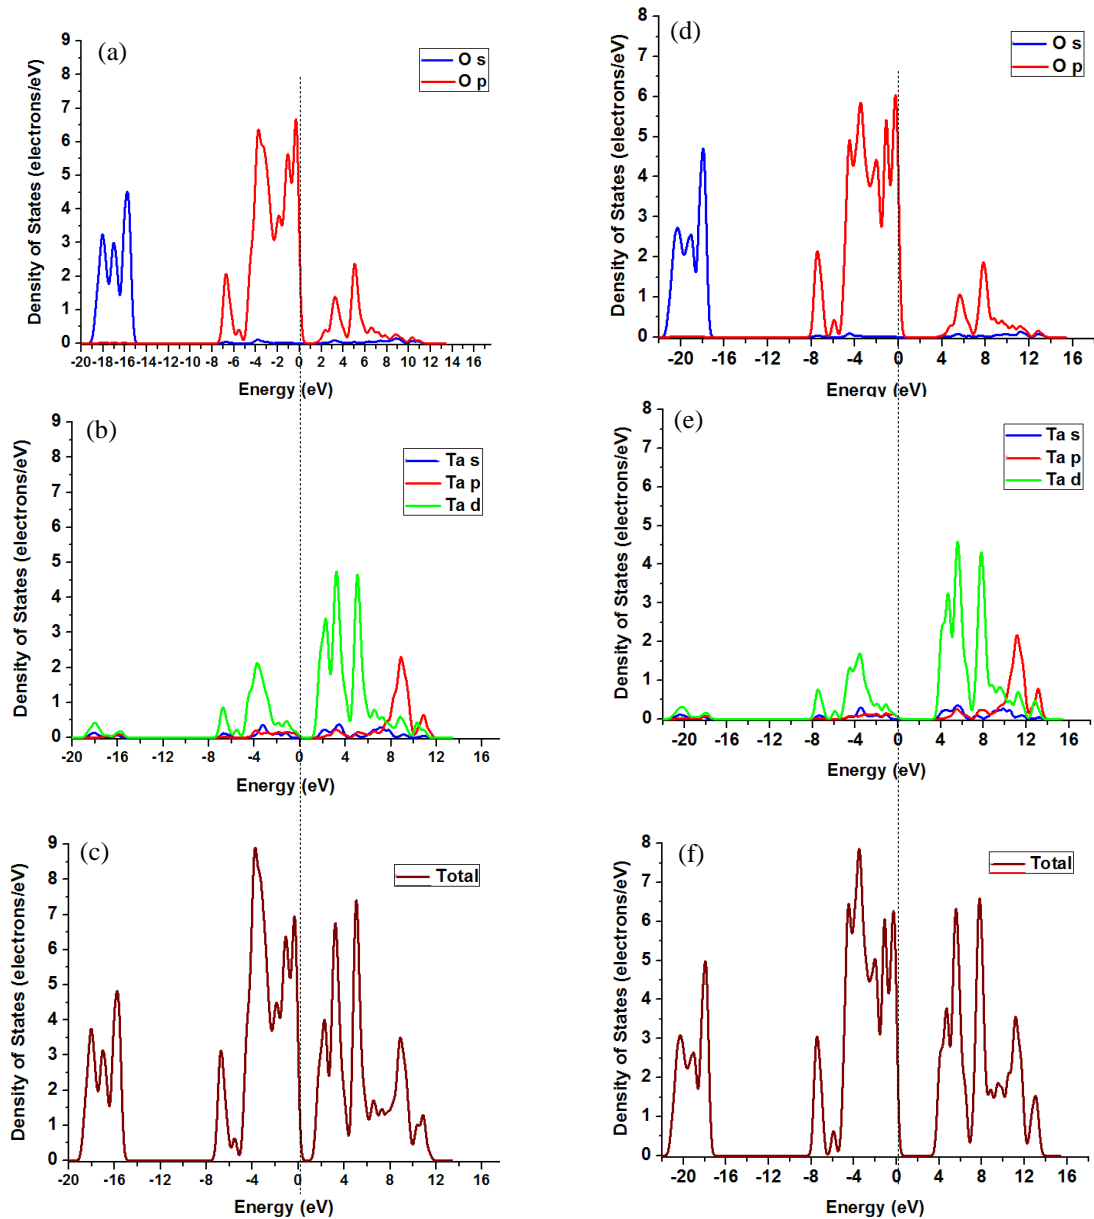 (a)
O s
O p
Density of States (electrons/eV)
9
8
7
6
5
4
3
2
1
0
-20 -18 -16 -14 -12 -10 -8 -6 -4 -2 0 2 4 6 8 10 12 14 16
Energy (eV)
(d)
O s
O p
Density of States (electrons/eV)
8
7
6
5
4
3
2
1
0
-20 -16 -12 -8 -4 0 4 8 12 16
Energy (eV)
(b)
Ta s
Ta p
Ta d
Density of States (electrons/eV)
9
8
7
6
5
4
3
2
1
0
-20 -16 -12 -8 -4 0 4 8 12 16
Energy (eV)
(e)
Ta s
Ta p
Ta d
Density of States (electrons/eV)
8
7
6
5
4
3
2
1
0
-20 -16 -12 -8 -4 0 4 8 12 16
Energy (eV)
(c)
Total
Density of States (electrons/eV)
9
8
7
6
5
4
3
2
1
0
-20 -16 -12 -8 -4 0 4 8 12 16
Energy (eV)
(f)
Total
Density of States (electrons/eV)
8
7
6
5
4
3
2
1
0
-20 -16 -12 -8 -4 0 4 8 12 16
Energy (eV)